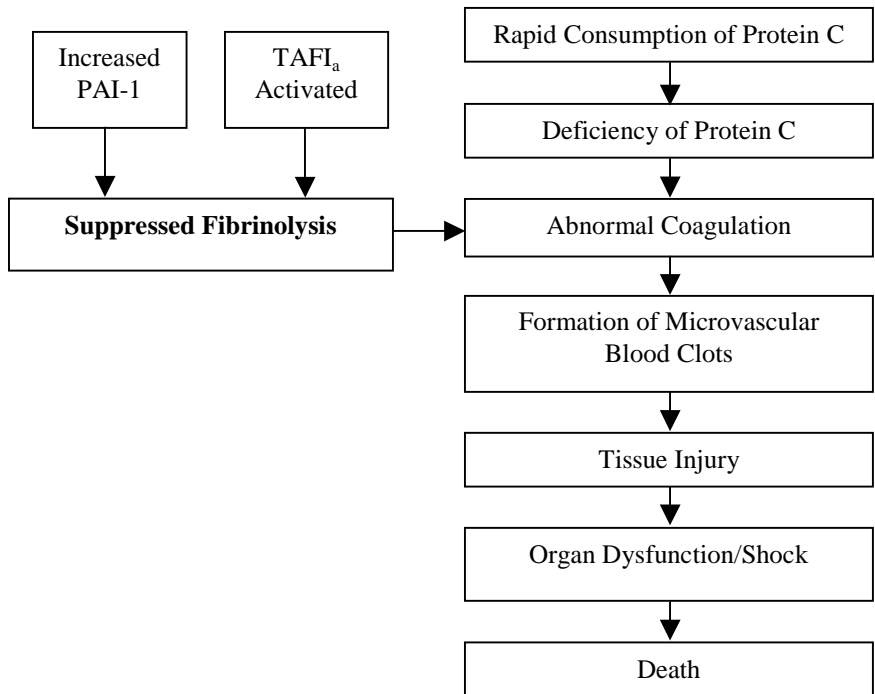 Increased
PAI-1
TAFIₐ
Activated
Suppressed Fibrinolysis
Rapid Consumption of Protein C
Deficiency of Protein C
Abnormal Coagulation
Formation of Microvascular
Blood Clots
Tissue Injury
Organ Dysfunction/Shock
Death